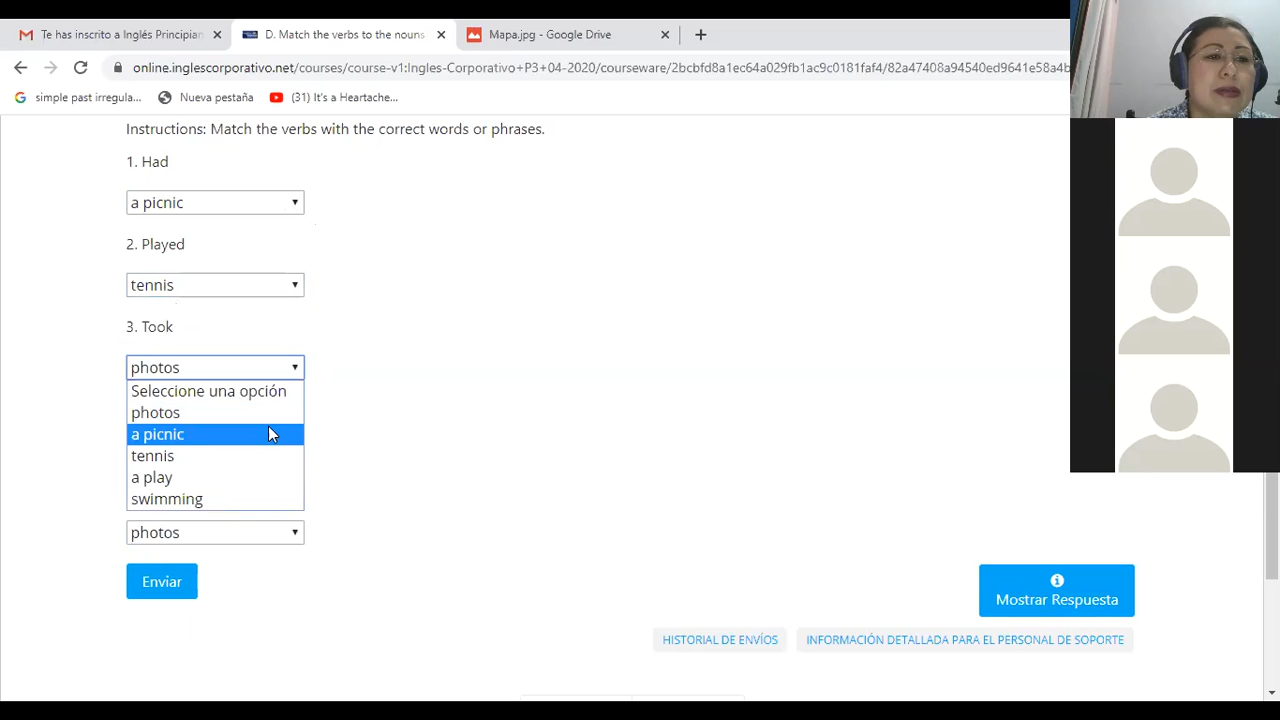 Te has inscrito a Inglés Principian
D. Match the verbs to the nouns
Mapa.jpg - Google Drive
online.inglescorporativo.net/courses/course-v1:Ingles-Corporativo+P3+04-2020/courseware/2bcbfd8a1ec64a029fb1ac9c0181faf4/82a47408a94540ed9641e58a4b
simple past irregula...
Nueva pestaña
(31) It's a Heartache...
Instructions: Match the verbs with the correct words or phrases.
1. Had
a picnic
2. Played
tennis
3. Took
photos
Seleccione una opción
photos
a picnic
tennis
a play
swimming
photos
Enviar
Mostrar Respuesta
HISTORIAL DE ENVÍOS
INFORMACIÓN DETALLADA PARA EL PERSONAL DE SOPORTE